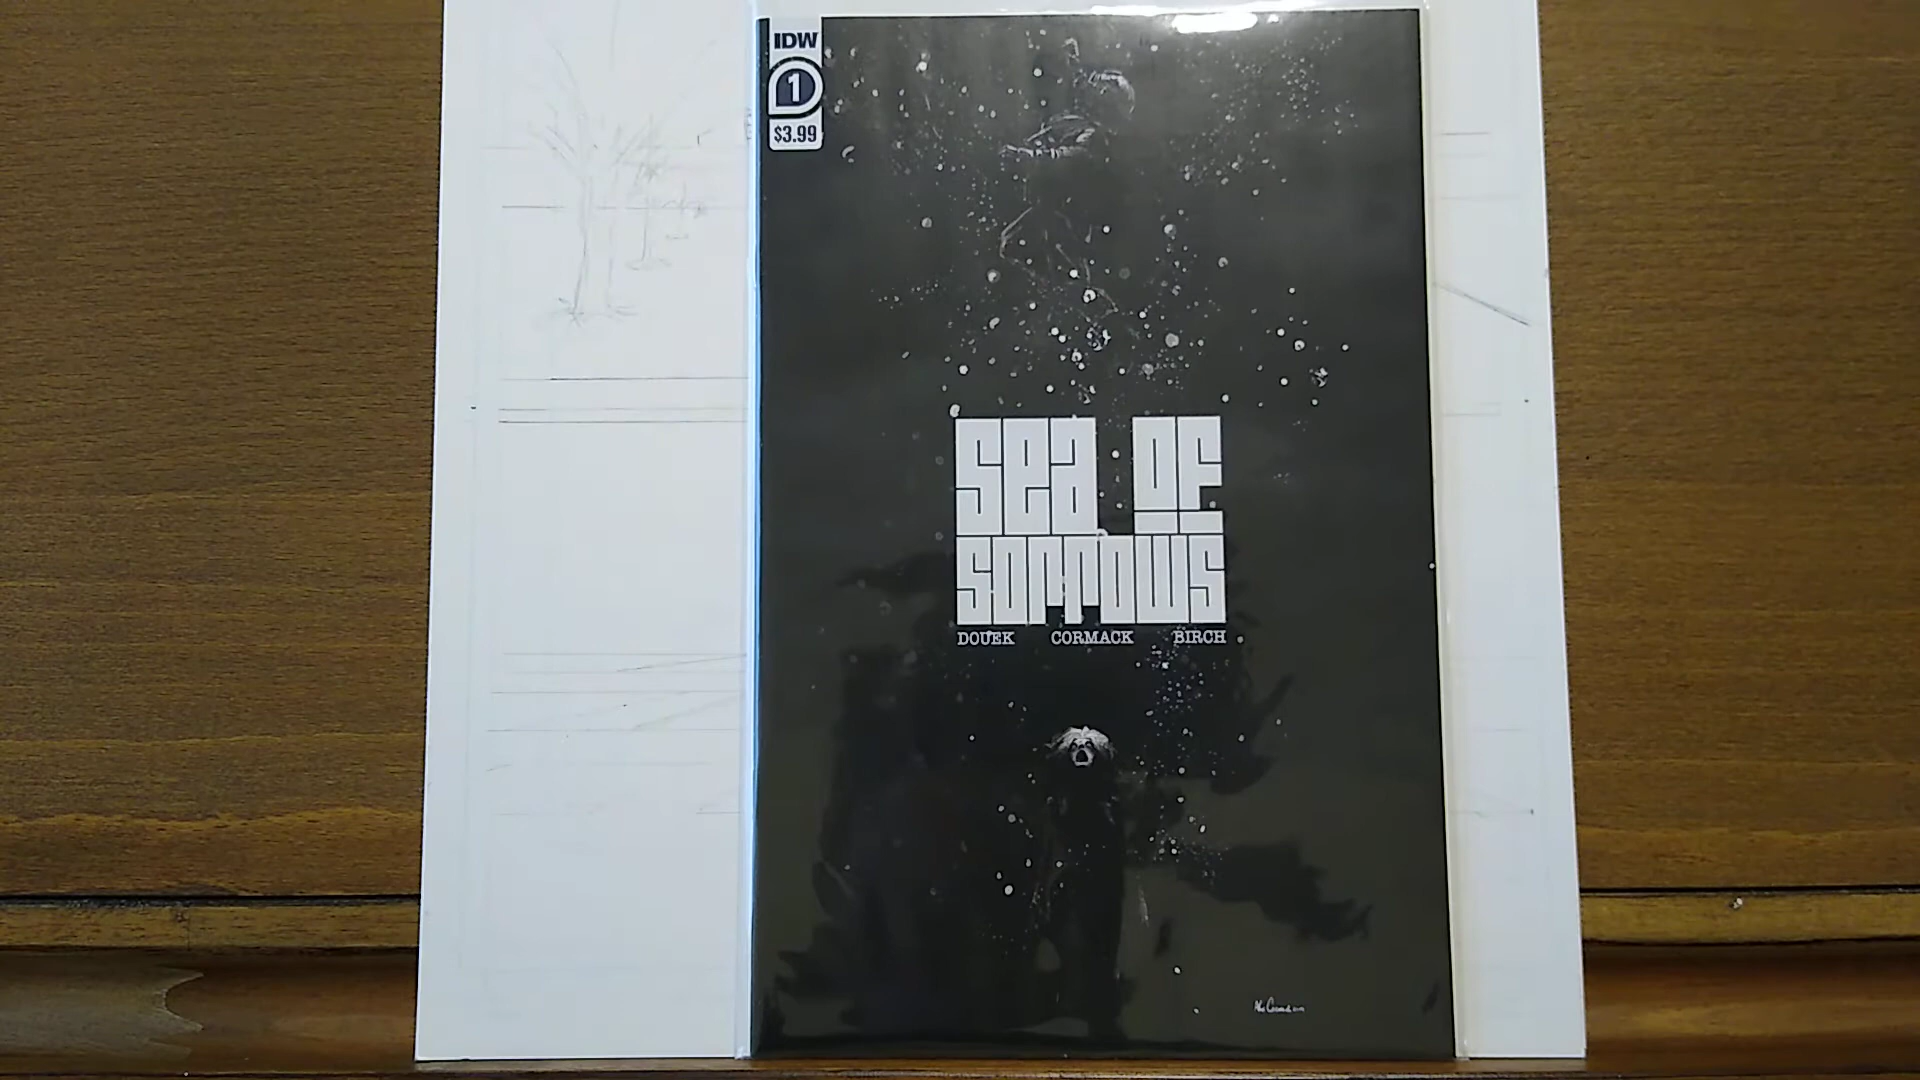 IDW
1
$3.99
sea of
sorrows
DOUEK CORMACK BIRCH